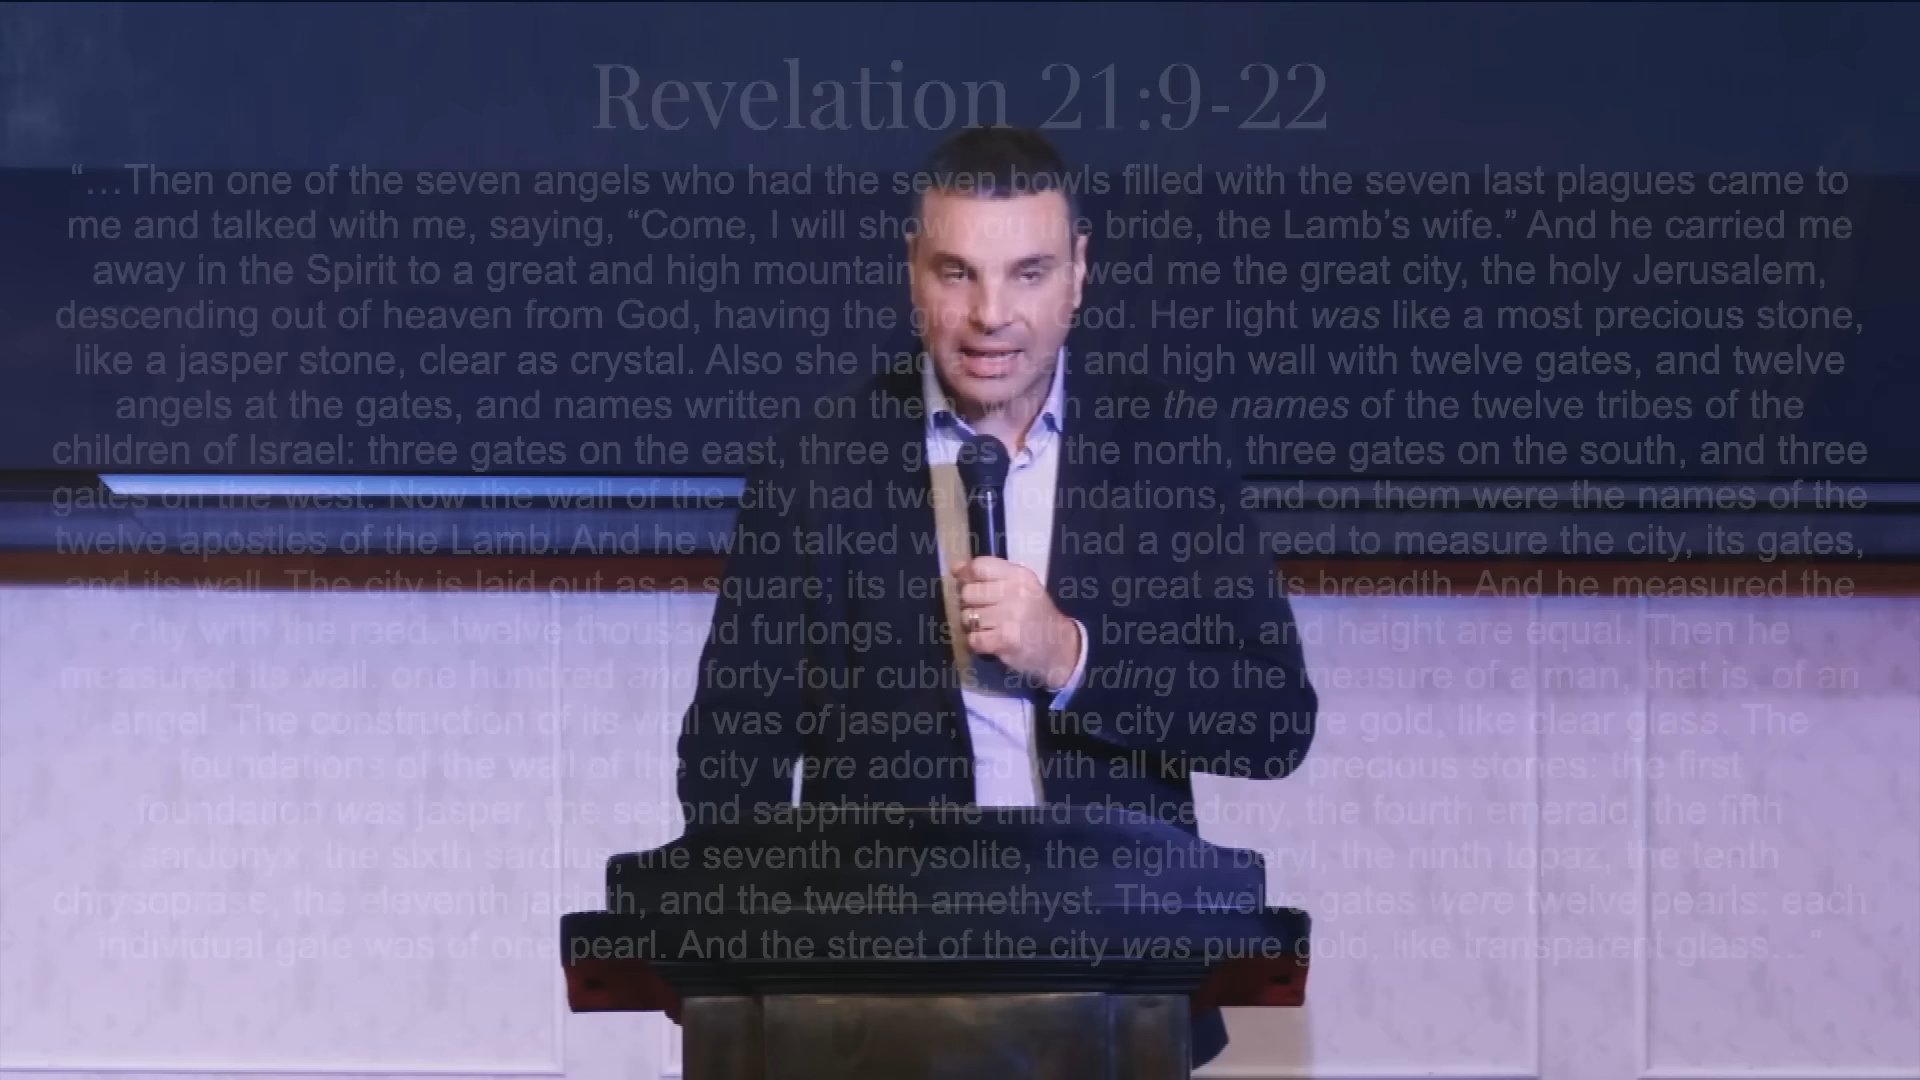 Revelation 21:9-22
“…Then one of the seven angels who had the seven bowls filled with the seven last plagues came to
me and talked with me, saying, “Come, I will show you the bride, the Lamb’s wife.” And he carried me
away in the Spirit to a great and high mountain wed me the great city, the holy Jerusalem,
descending out of heaven from God, having the glory of God. Her light was like a most precious stone,
like a jasper stone, clear as crystal. Also she had and high wall with twelve gates, and twelve
angels at the gates, and names written on the are the names of the twelve tribes of the
children of Israel: three gates on the east, three gates the north, three gates on the south, and three
gates on the west. Now the wall of the city had twelve foundations, and on them were the names of the
twelve apostles of the Lamb. And he who talked with me had a gold reed to measure the city, its gates,
and its wall. The city is laid out as a square; its length is as great as its breadth. And he measured the
city with the reed: twelve thousand furlongs. Its breadth, and height are equal. Then he
measured its wall: one hundred and forty-four cubits, according to the measure of a man, that is, of an
angel. The construction of its wall was of jasper; and the city was pure gold, like clear glass. The
foundations of the wall of the city were adorned with all kinds of precious stones: the first
foundation was jasper, the second sapphire, the third chalcedony, the fourth emerald, the fifth
sardonyx, the sixth sardius, the seventh chrysolite, the eighth beryl, the ninth topaz, the tenth
chrysoprase, the eleventh jacinth, and the twelfth amethyst. The twelve gates were twelve pearls: each
individual gate was of one pearl. And the street of the city was pure gold, like transparent glass…”